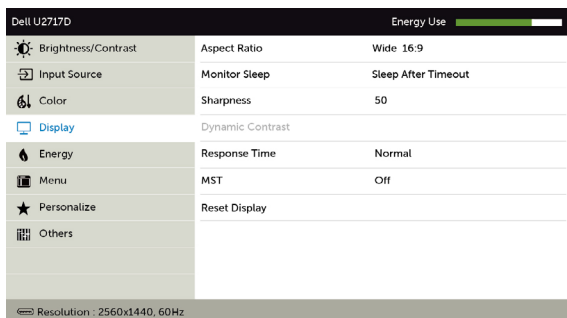 Dell U2717D Energy Use
Brightness/Contrast Aspect Ratio Wide 16:9
Input Source Monitor Sleep Sleep After Timeout
Color Sharpness 50
Display Dynamic Contrast
Energy Response Time Normal
Menu MST Off
Personalize Reset Display
Others
Resolution : 2560x1440, 60Hz